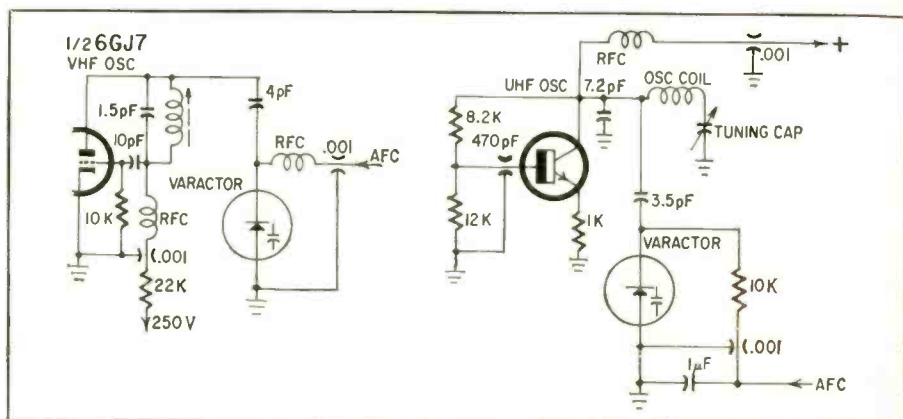 1/2 6GJ7
VHF OSC
1.5pF
10pF
4pF
RFC
.001
AFC
VARACTOR
10K
RFC
.001
22K
250V
RFC
.001
+
UHF OSC
7.2pF
OSC COIL
8.2K
470pF
TUNING CAP
12K
1K
3.5pF
VARACTOR
10K
.001
1µF
AFC